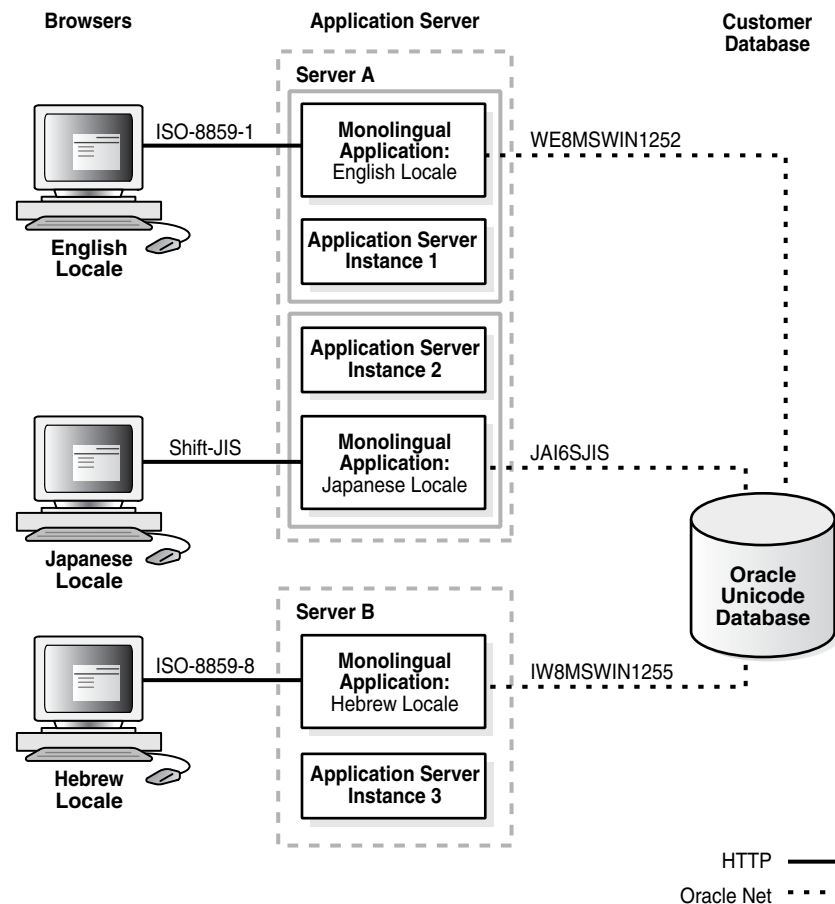 Browsers
Application Server
Customer
Database
Server A
ISO-8859-1
Monolingual
Application:
English Locale
WE8MSWIN1252
English
Locale
Application Server
Instance 1
Application Server
Instance 2
Shift-JIS
Monolingual
Application:
Japanese Locale
JAI6SJIS
Japanese
Locale
Oracle
Unicode
Database
Server B
ISO-8859-8
Monolingual
Application:
Hebrew Locale
IW8MSWIN1255
Hebrew
Locale
Application Server
Instance 3
HTTP
Oracle Net